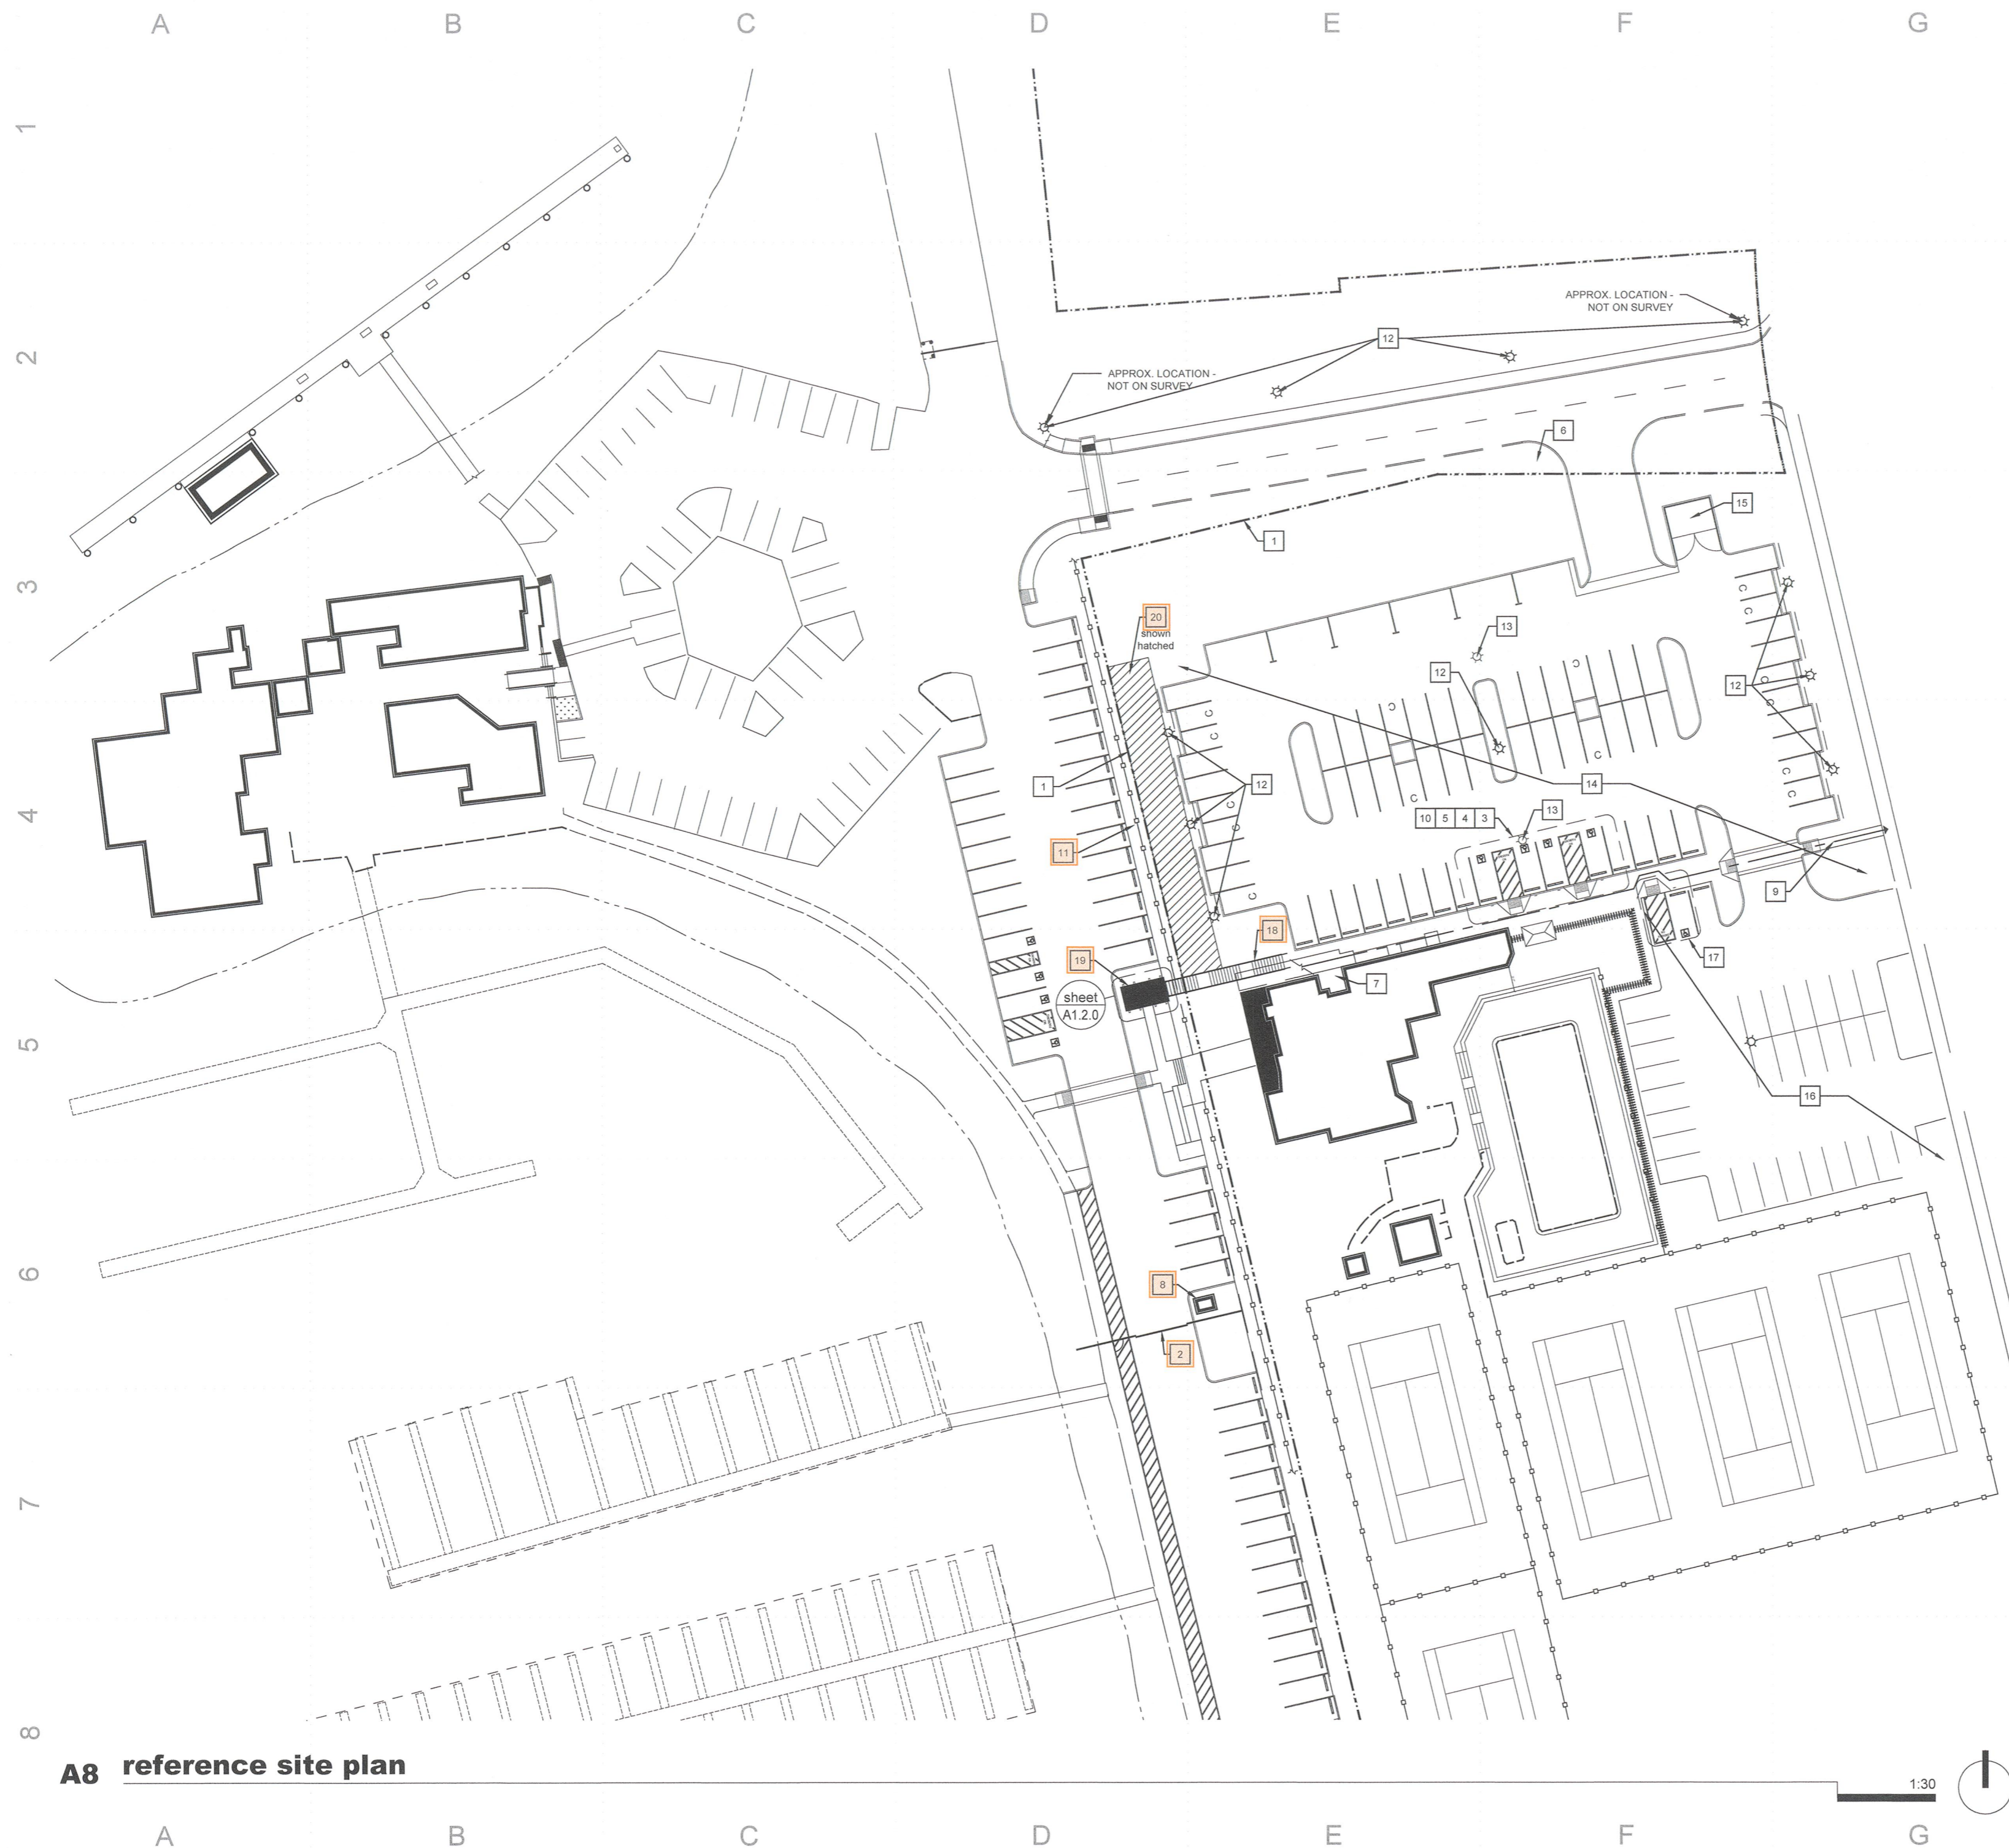 A B C D E F G
1
APPROX. LOCATION -
NOT ON SURVEY
12
2
APPROX. LOCATION -
NOT ON SURVEY
6
15
1
3
20
shown
hatched
13
12
12
C C
C
C
C
C
C C
1
12
14
4
C
C
C C
C
C C
10 5 4 3
13
11
9
18
19
17
7
sheet
A1.2.0
5
16
6
8
2
7
8
A8 reference site plan
1:30
A B C D E F G